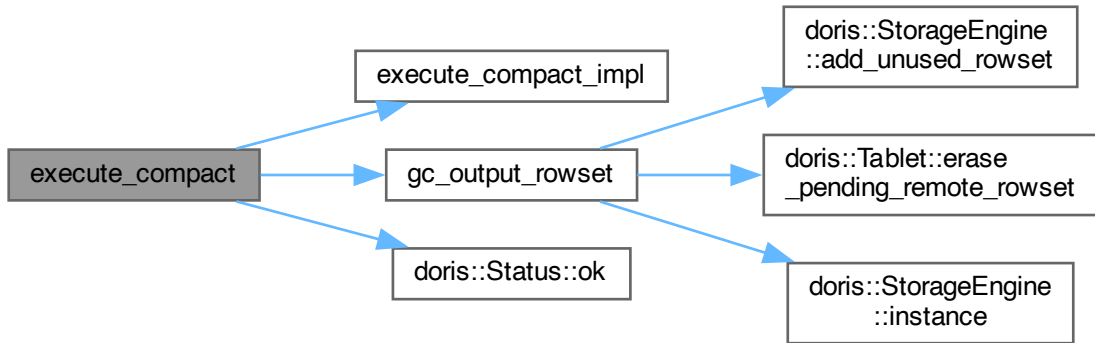 execute_compact
execute_compact_impl
gc_output_rowset
doris::Status::ok
doris::StorageEngine
::add_unused_rowset
doris::Tablet::erase
_pending_remote_rowset
doris::StorageEngine
::instance